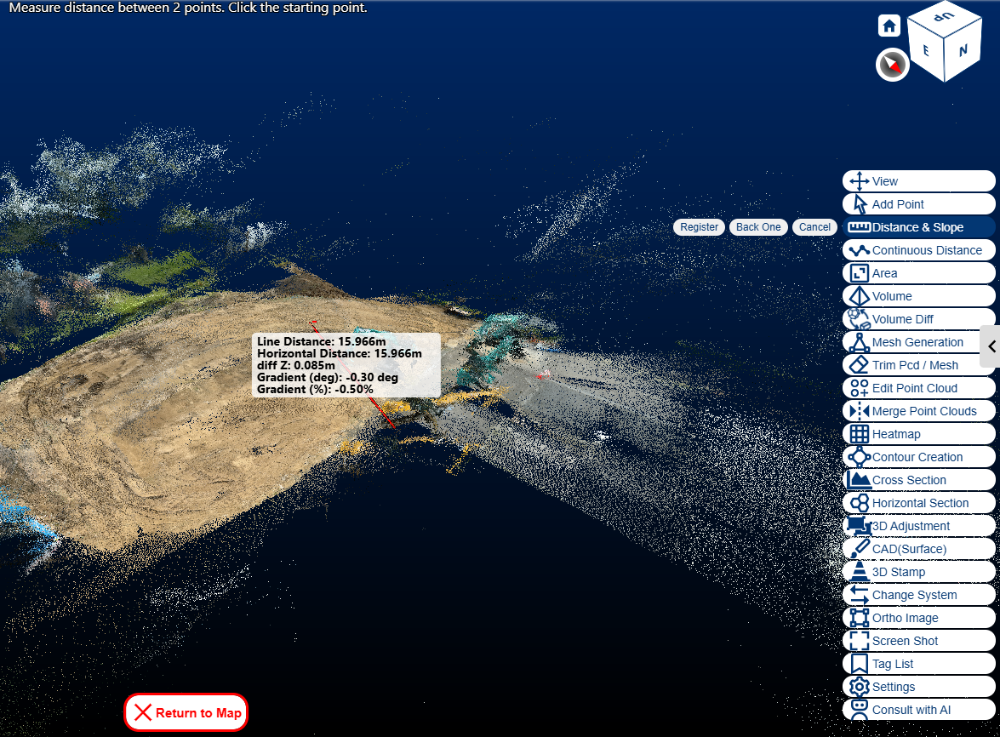 Measure distance between 2 points. Click the starting point.
UP
E
N
View
Add Point
Register
Back One
Cancel
Distance & Slope
Continuous Distance
Area
Volume
Volume Diff
Mesh Generation
Trim Pcd / Mesh
Edit Point Cloud
Merge Point Clouds
Heatmap
Contour Creation
Cross Section
Horizontal Section
3D Adjustment
CAD(Surface)
3D Stamp
Change System
Ortho Image
Screen Shot
Tag List
Settings
Consult with AI
Line Distance: 15.966m
Horizontal Distance: 15.966m
diff Z: 0.085m
Gradient (deg): -0.30 deg
Gradient (%): -0.50%
Return to Map